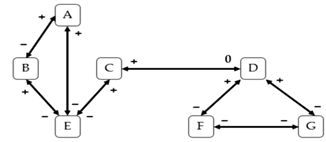 A
+ +
–
B C + 0 D
+ + + +
– – – – –
E F – – G